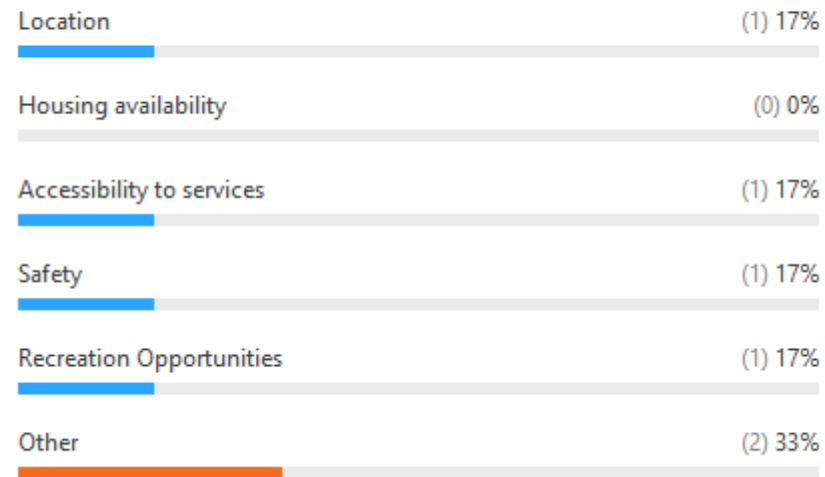 Location (1) 17%
Housing availability (0) 0%
Accessibility to services (1) 17%
Safety (1) 17%
Recreation Opportunities (1) 17%
Other (2) 33%